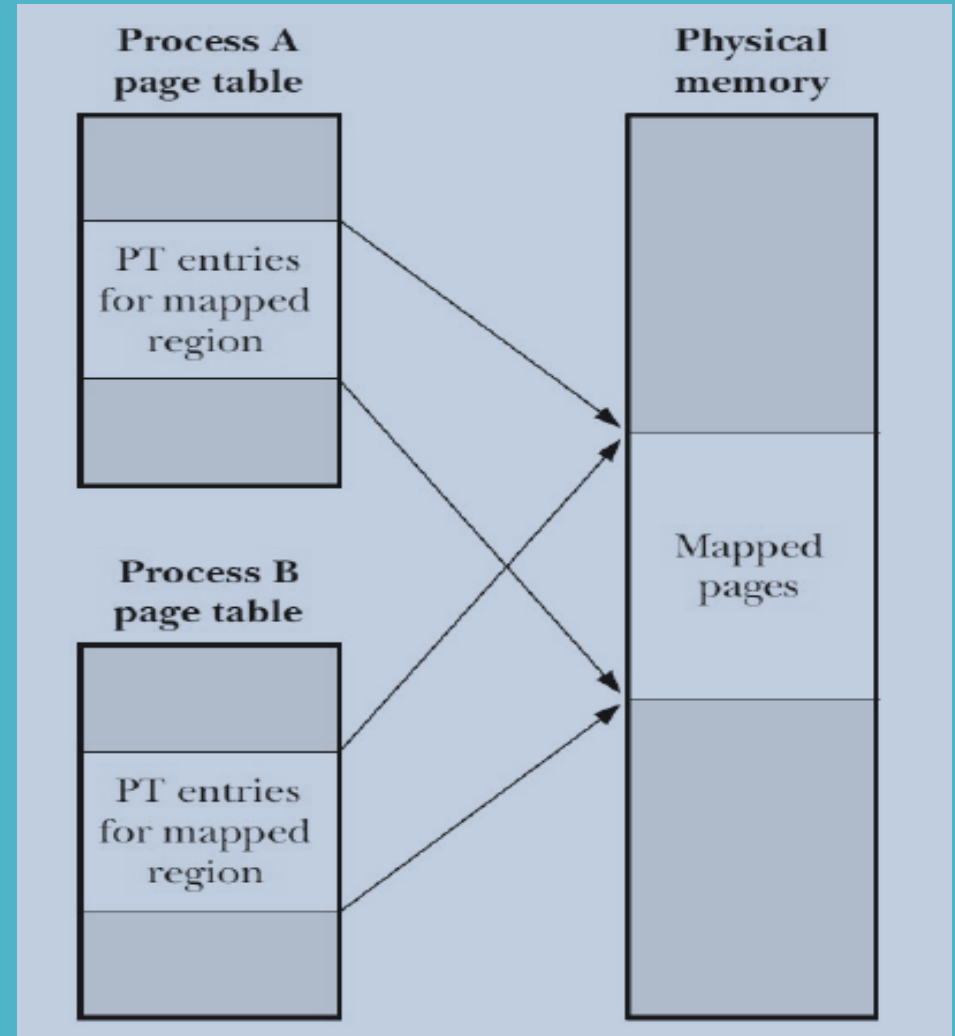 Process A
page table
PT entries
for mapped
region
Process B
page table
PT entries
for mapped
region
Physical
memory
Mapped
pages